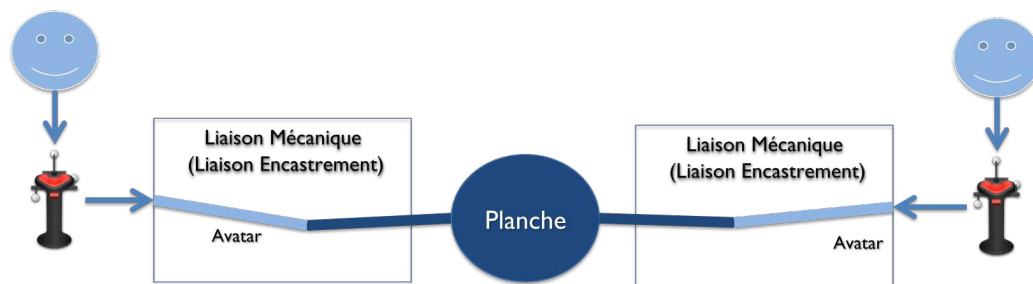 Liaison Mécanique
(Liaison Encastrement)
Avatar
Planche
Liaison Mécanique
(Liaison Encastrement)
Avatar